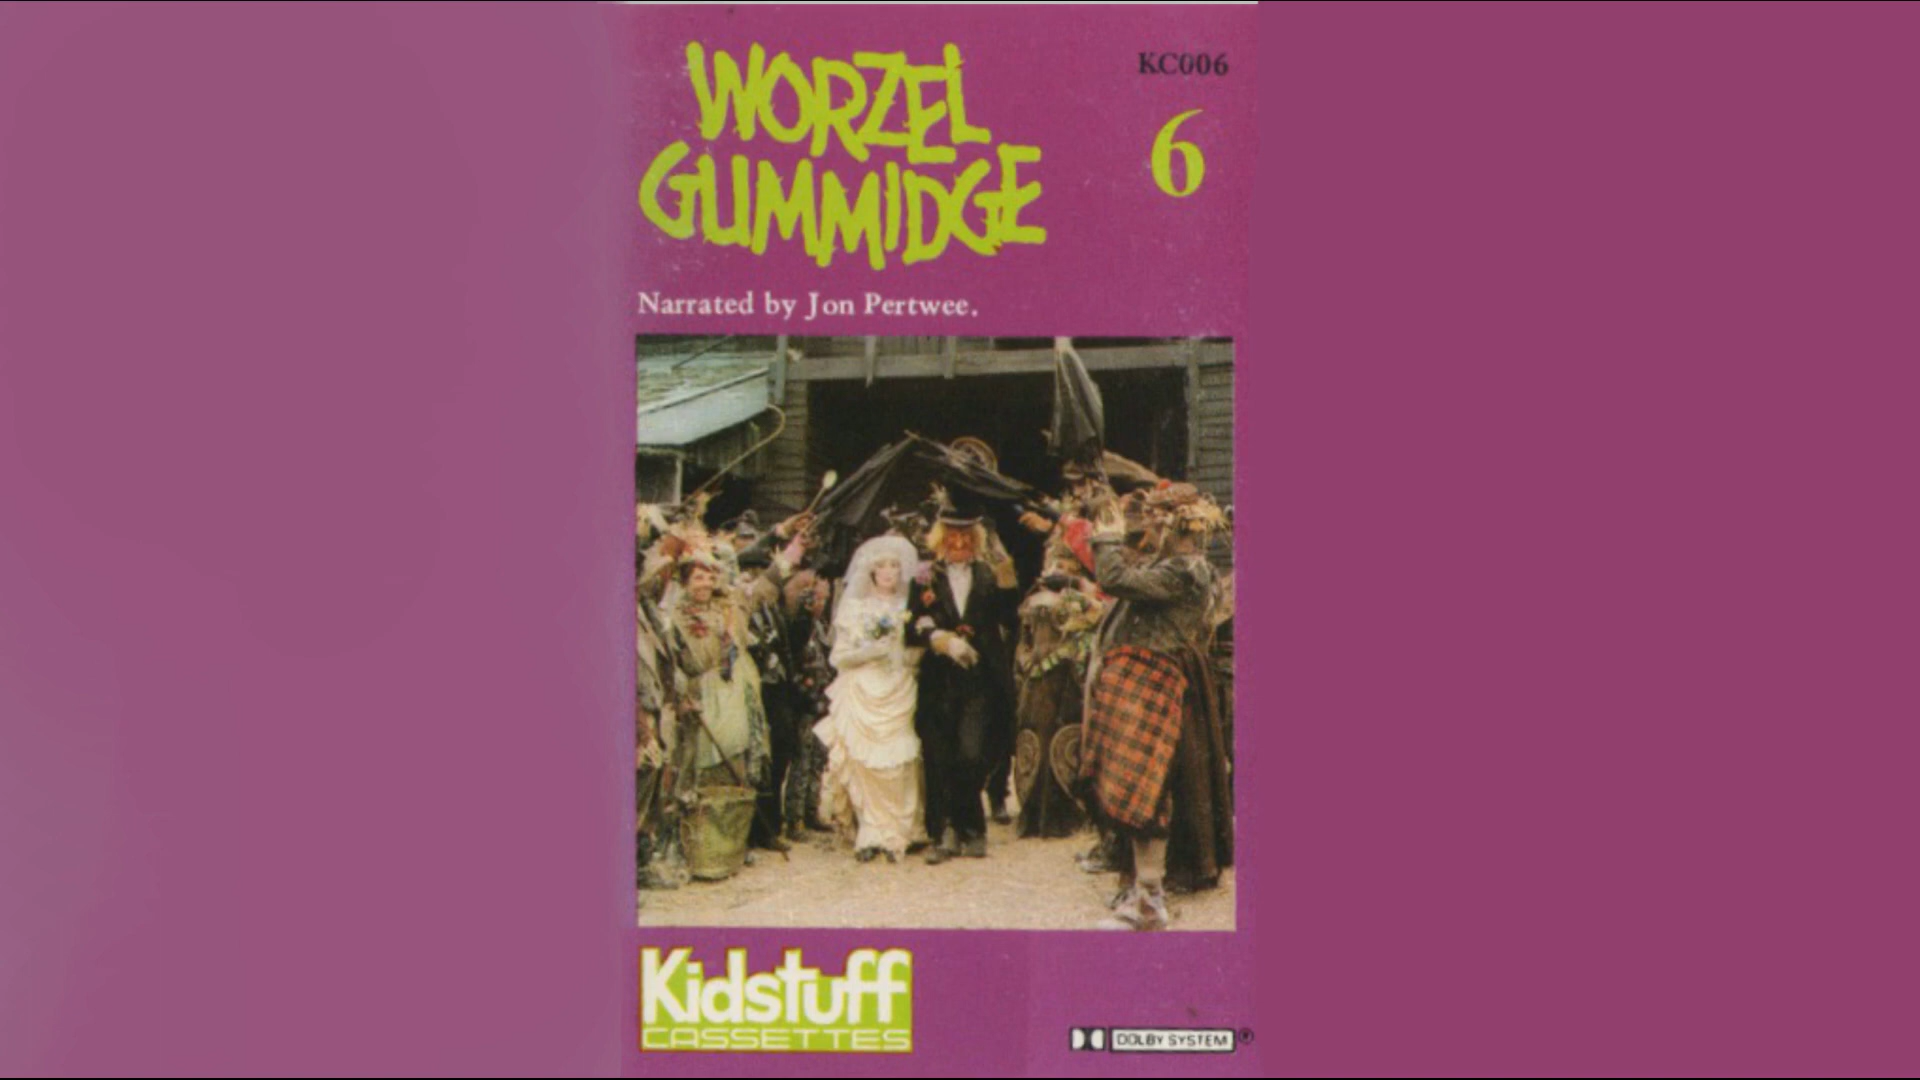 WORZEL
GUMMIDGE
KC006
6
Narrated by Jon Pertwee.
Kidstuff
CASSETTES
DOLBY SYSTEM®